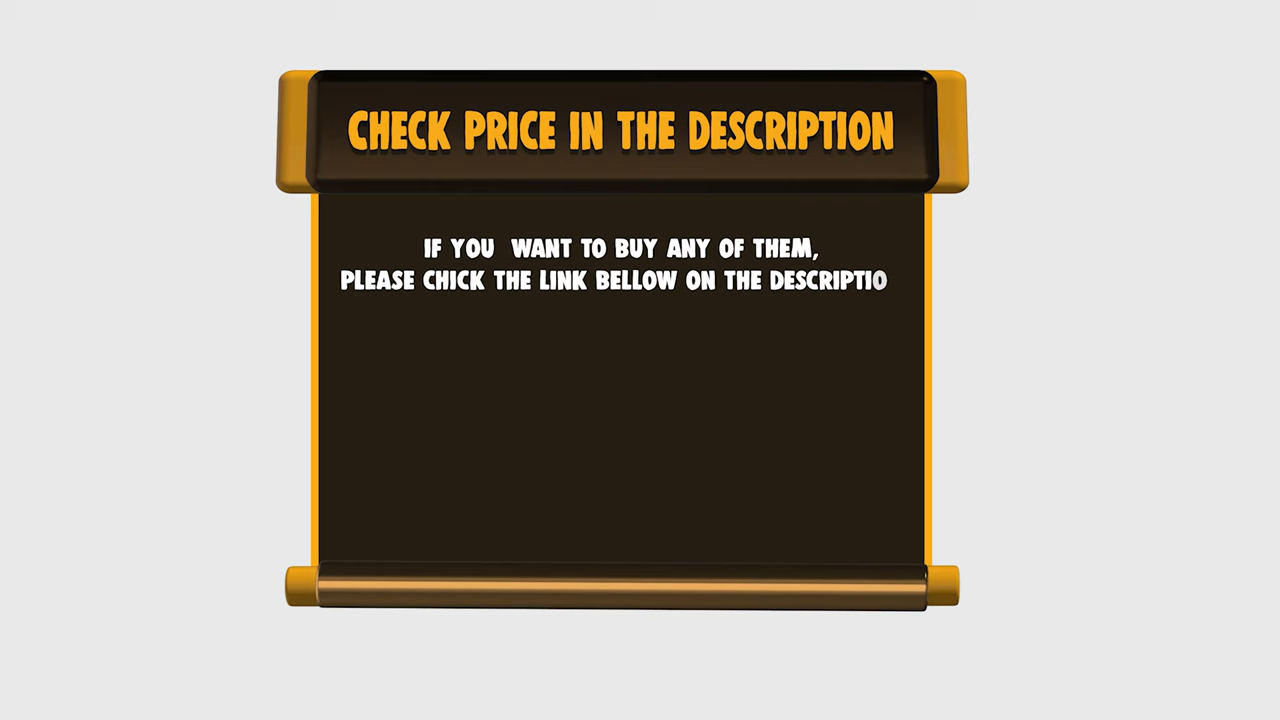 CHECK PRICE IN THE DESCRIPTION
IF YOU WANT TO BUY ANY OF THEM,
PLEASE CHICK THE LINK BELLOW ON THE DESCRIPTIO